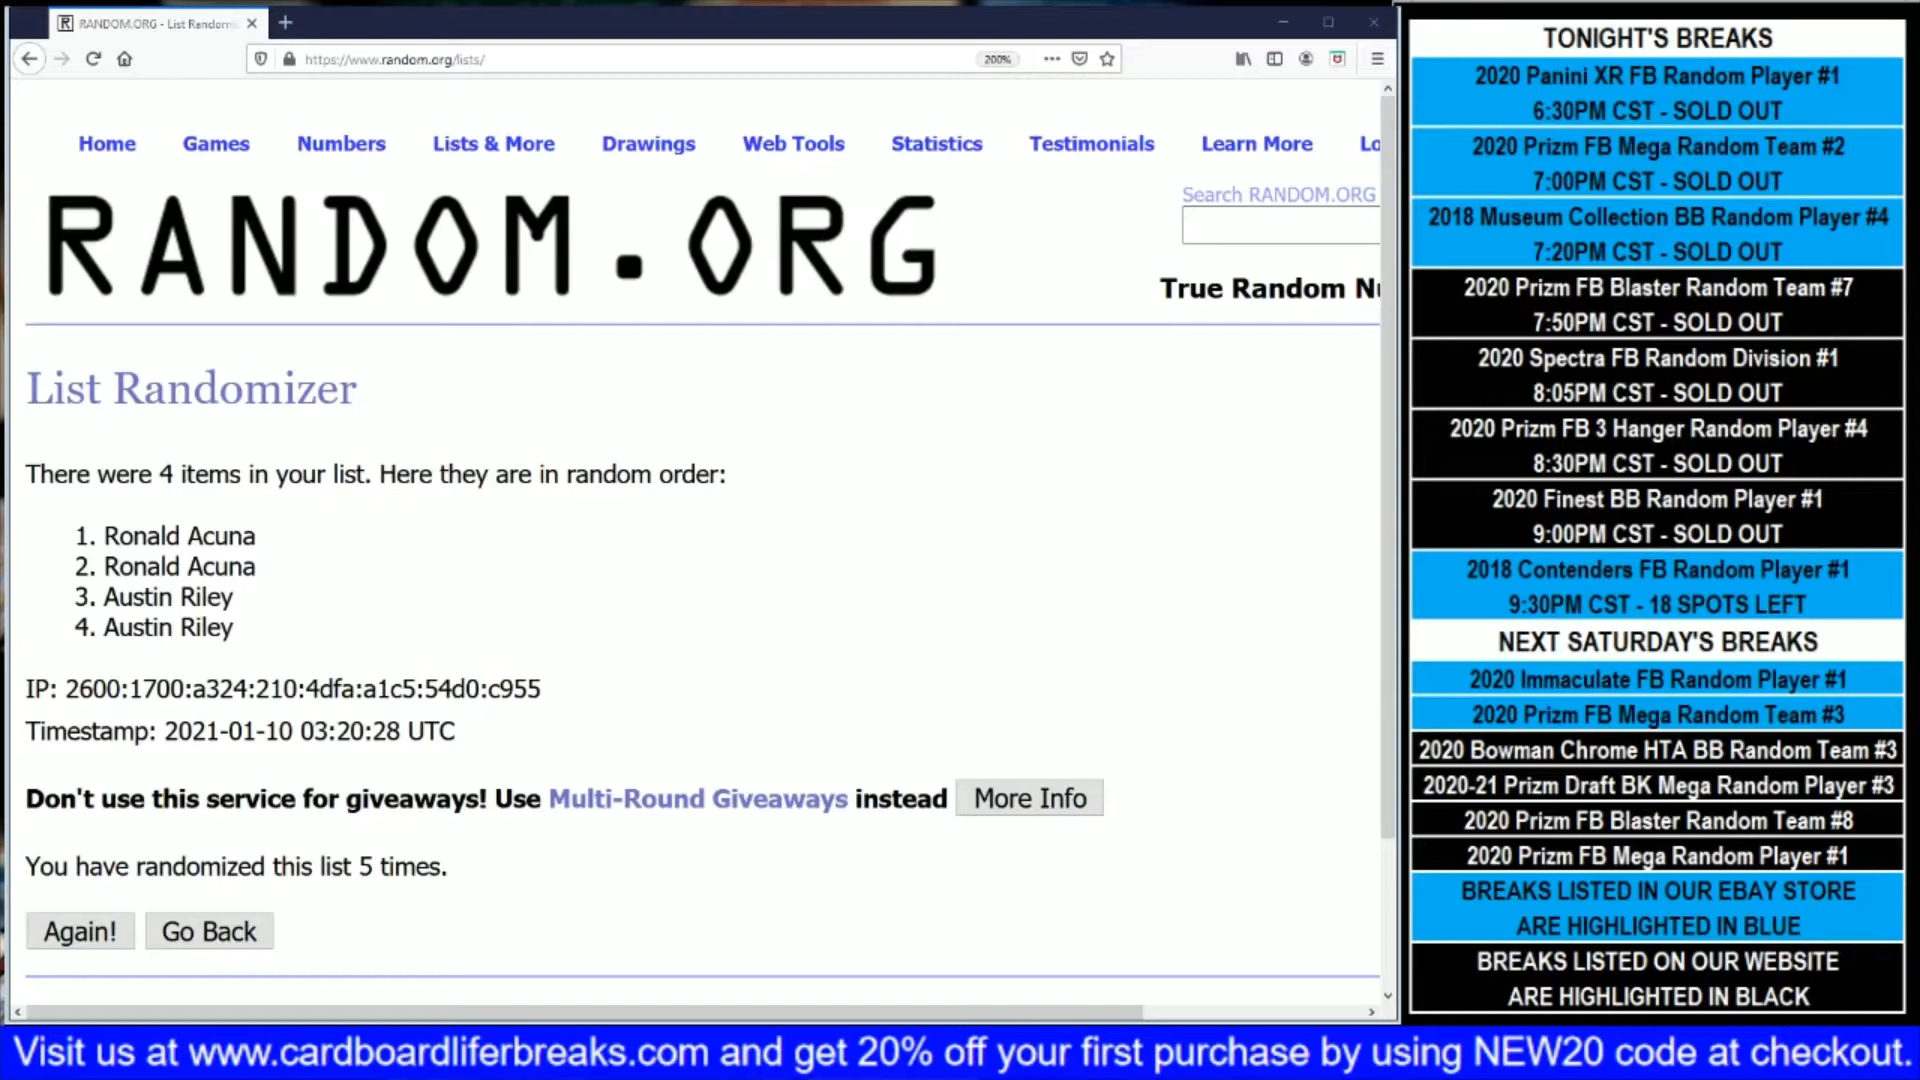 RANDOM.ORG - List Randomi
https://www.random.org/lists/
200%
Home Games Numbers Lists & More Drawings Web Tools Statistics Testimonials Learn More Lo
RANDOM.ORG
Search RANDOM.ORG
True Random Nu
List Randomizer
There were 4 items in your list. Here they are in random order:
1. Ronald Acuna
2. Ronald Acuna
3. Austin Riley
4. Austin Riley
IP: 2600:1700:a324:210:4dfa:a1c5:54d0:c955
Timestamp: 2021-01-10 03:20:28 UTC
Don't use this service for giveaways! Use Multi-Round Giveaways instead More Info
You have randomized this list 5 times.
Again! Go Back
TONIGHT'S BREAKS
2020 Panini XR FB Random Player #1
6:30PM CST - SOLD OUT
2020 Prizm FB Mega Random Team #2
7:00PM CST - SOLD OUT
2018 Museum Collection BB Random Player #4
7:20PM CST - SOLD OUT
2020 Prizm FB Blaster Random Team #7
7:50PM CST - SOLD OUT
2020 Spectra FB Random Division #1
8:05PM CST - SOLD OUT
2020 Prizm FB 3 Hanger Random Player #4
8:30PM CST - SOLD OUT
2020 Finest BB Random Player #1
9:00PM CST - SOLD OUT
2018 Contenders FB Random Player #1
9:30PM CST - 18 SPOTS LEFT
NEXT SATURDAY'S BREAKS
2020 Immaculate FB Random Player #1
2020 Prizm FB Mega Random Team #3
2020 Bowman Chrome HTA BB Random Team #3
2020-21 Prizm Draft BK Mega Random Player #3
2020 Prizm FB Blaster Random Team #8
2020 Prizm FB Mega Random Player #1
BREAKS LISTED IN OUR EBAY STORE
ARE HIGHLIGHTED IN BLUE
BREAKS LISTED ON OUR WEBSITE
ARE HIGHLIGHTED IN BLACK
Visit us at www.cardboardliferbreaks.com and get 20% off your first purchase by using NEW20 code at checkout.